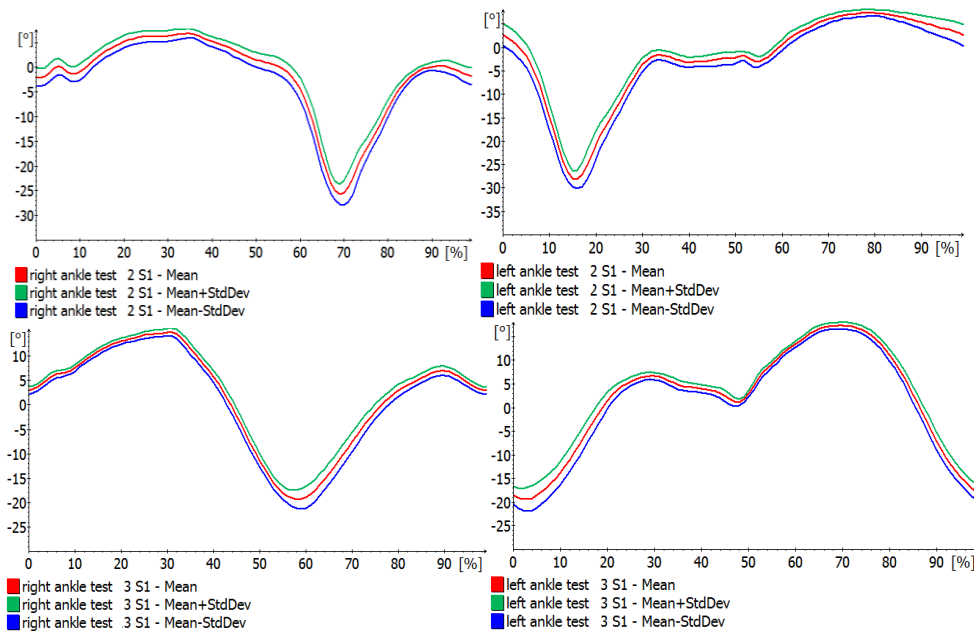 [°]
5
0
-5
-10
-15
-20
-25
-30
0 10 20 30 40 50 60 70 80 90 [%]
right ankle test 2 S1 - Mean
right ankle test 2 S1 - Mean+StdDev
right ankle test 2 S1 - Mean-StdDev
[°]
5
0
-5
-10
-15
-20
-25
-30
-35
0 10 20 30 40 50 60 70 80 90 [%]
left ankle test 2 S1 - Mean
left ankle test 2 S1 - Mean+StdDev
left ankle test 2 S1 - Mean-StdDev
[°]
10
5
0
-5
-10
-15
-20
-25
0 10 20 30 40 50 60 70 80 90 [%]
right ankle test 3 S1 - Mean
right ankle test 3 S1 - Mean+StdDev
right ankle test .3 S1 - Mean-StdDev
[°]
15
10
5
0
-5
-10
-15
-20
-25
0 10 20 30 40 50 60 70 80 90 [%]
left ankle test 3 S1 - Mean
left ankle test 3 S1 - Mean+StdDev
left ankle test 3 S1 - Mean-StdDev